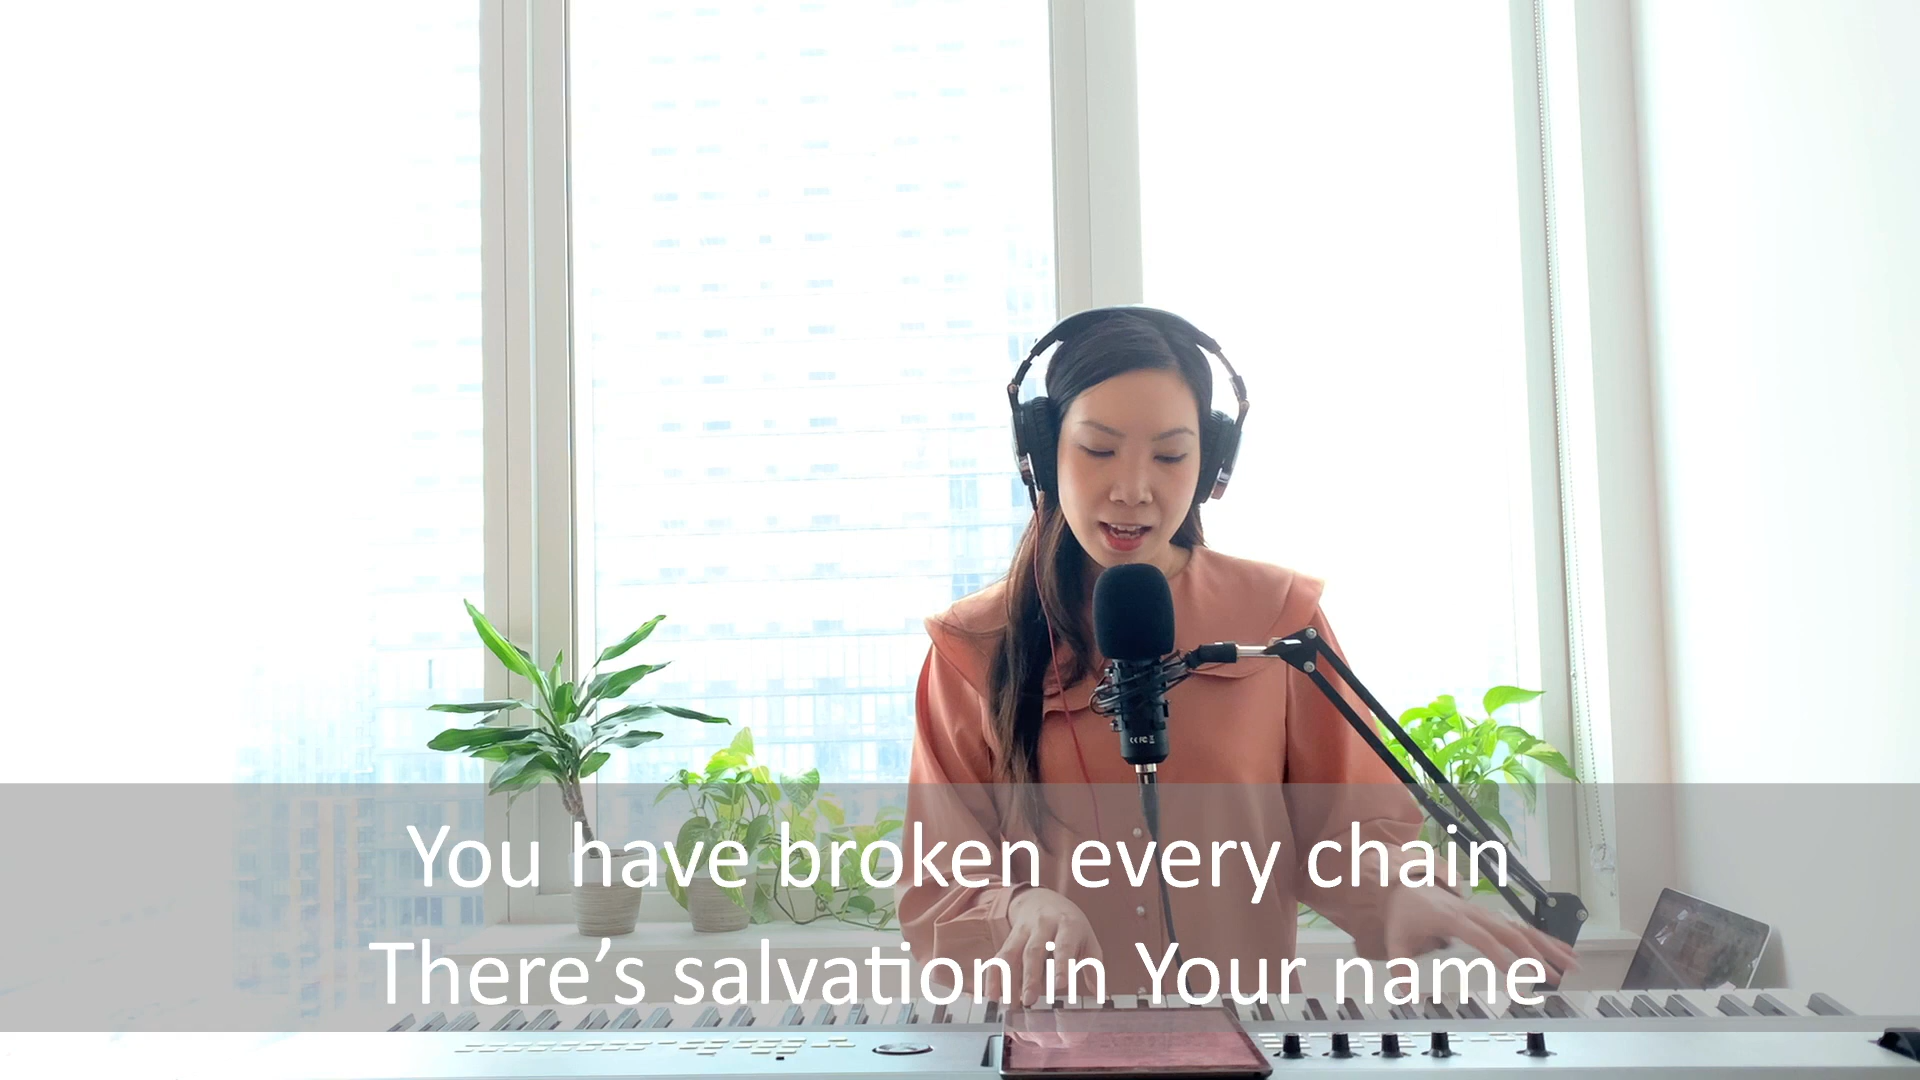 You have broken every chain
There’s salvation in Your name